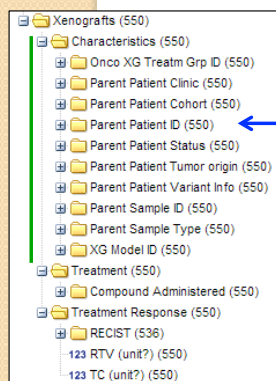 Xenografts (550)
Characteristics (550)
Onco XG Treatm Grp ID (550)
Parent Patient Clinic (550)
Parent Patient Cohort (550)
Parent Patient ID (550)
Parent Patient Status (550)
Parent Patient Tumor origin (550)
Parent Patient Variant Info (550)
Parent Sample ID (550)
Parent Sample Type (550)
XG Model ID (550)
Treatment (550)
Compound Administered (550)
Treatment Response (550)
RECIST (536)
123 RTV (unit?) (550)
123 TC (unit?) (550)